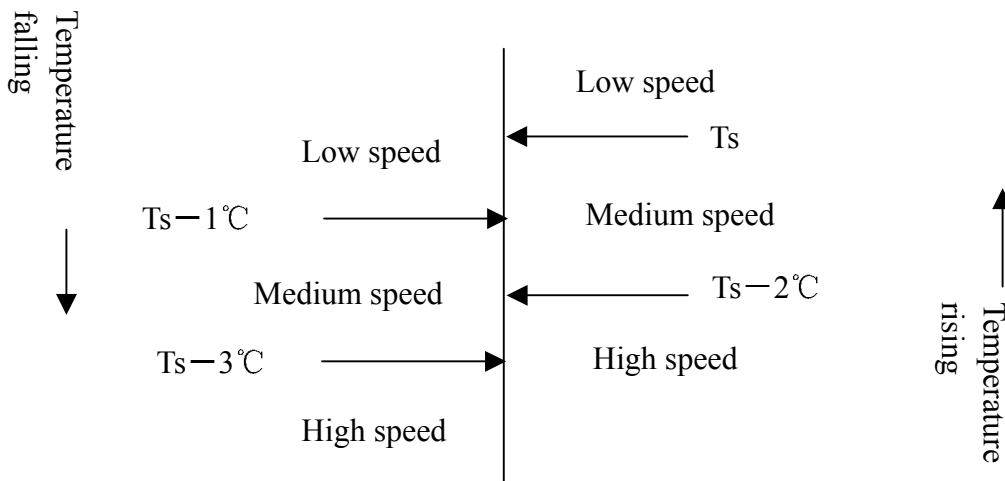 Temperature
falling
Low speed
Ts
Low speed
Ts－1℃
Medium speed
Medium speed
Ts－2℃
Ts－3℃
High speed
High speed
Temperature
rising